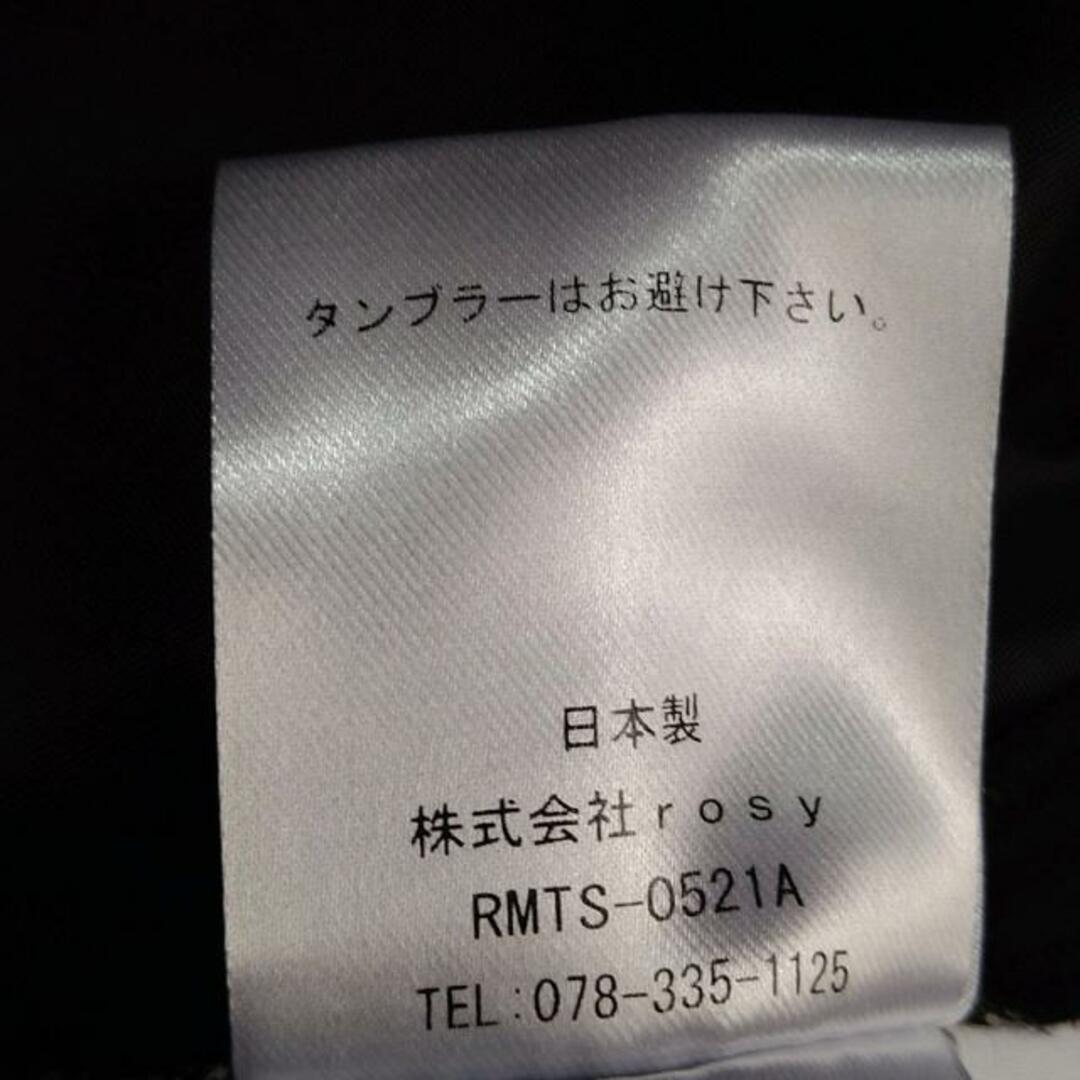 タンブラーはお避け下さい。
日本製
株式会社ｒｏｓｙ
RMTS-0521A
TEL:078-335-1125